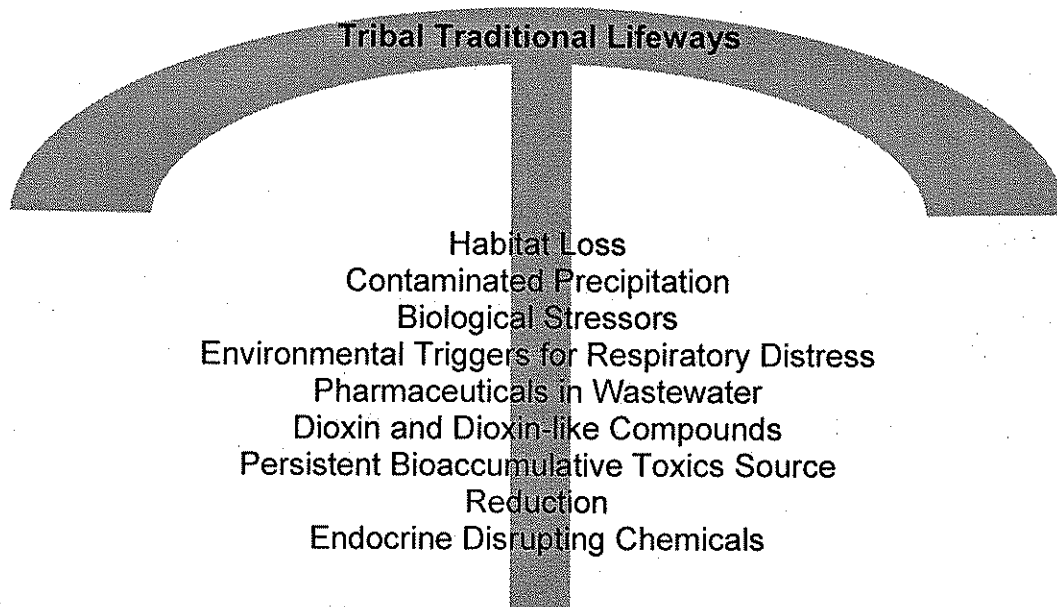 Tribal Traditional Lifeways
Habitat Loss
Contaminated Precipitation
Biological Stressors
Environmental Triggers for Respiratory Distress
Pharmaceuticals in Wastewater
Dioxin and Dioxin-like Compounds
Persistent Bioaccumulative Toxics Source
Reduction
Endocrine Disrupting Chemicals